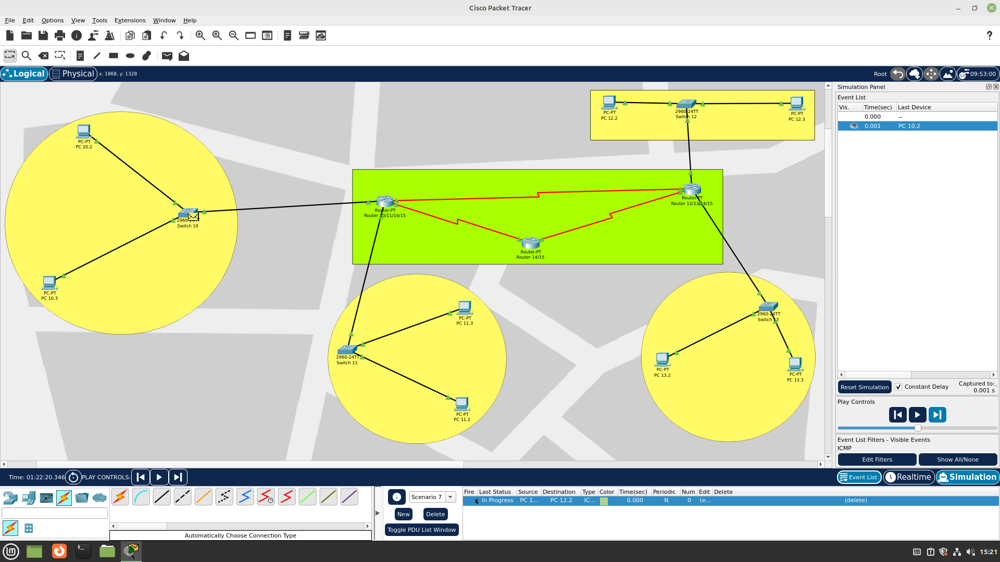 Cisco Packet Tracer
File Edit Options View Tools Extensions Window Help
Logical Physical x: 1868, y: 1328 Root 09:53:00
Simulation Panel
Event List
Vis. Time(sec) Last Device
0.000 --
0.001 PC 10.2
PC-PT
PC 12.2
2960-24TT
Switch 12
PC-PT
PC 12.3
PC-PT
PC 10.2
2960-24TT
Switch 10
PC-PT
PC 10.3
Router-PT
Router 10/11/14/15
Router-PT
Router 12/13/14/15
Router-PT
Router 14/15
PC-PT
PC 11.3
2960-24TT
Switch 11
PC-PT
PC 11.2
2960-24TT
Switch 13
PC-PT
PC 13.2
PC-PT
PC 13.3
Reset Simulation Constant Delay Captured to:
0.001 s
Play Controls
Event List Filters - Visible Events
ICMP
Edit Filters Show All/None
Time: 01:22:20.346 PLAY CONTROLS: Event List Realtime Simulation
Scenario 7
New Delete
Toggle PDU List Window
Fire Last Status Source Destination Type Color Time(sec) Periodic Num Edit Delete
In Progress PC 1... PC 12.2 IC... 0.000 N 0 (e... (delete)
Automatically Choose Connection Type
15:21